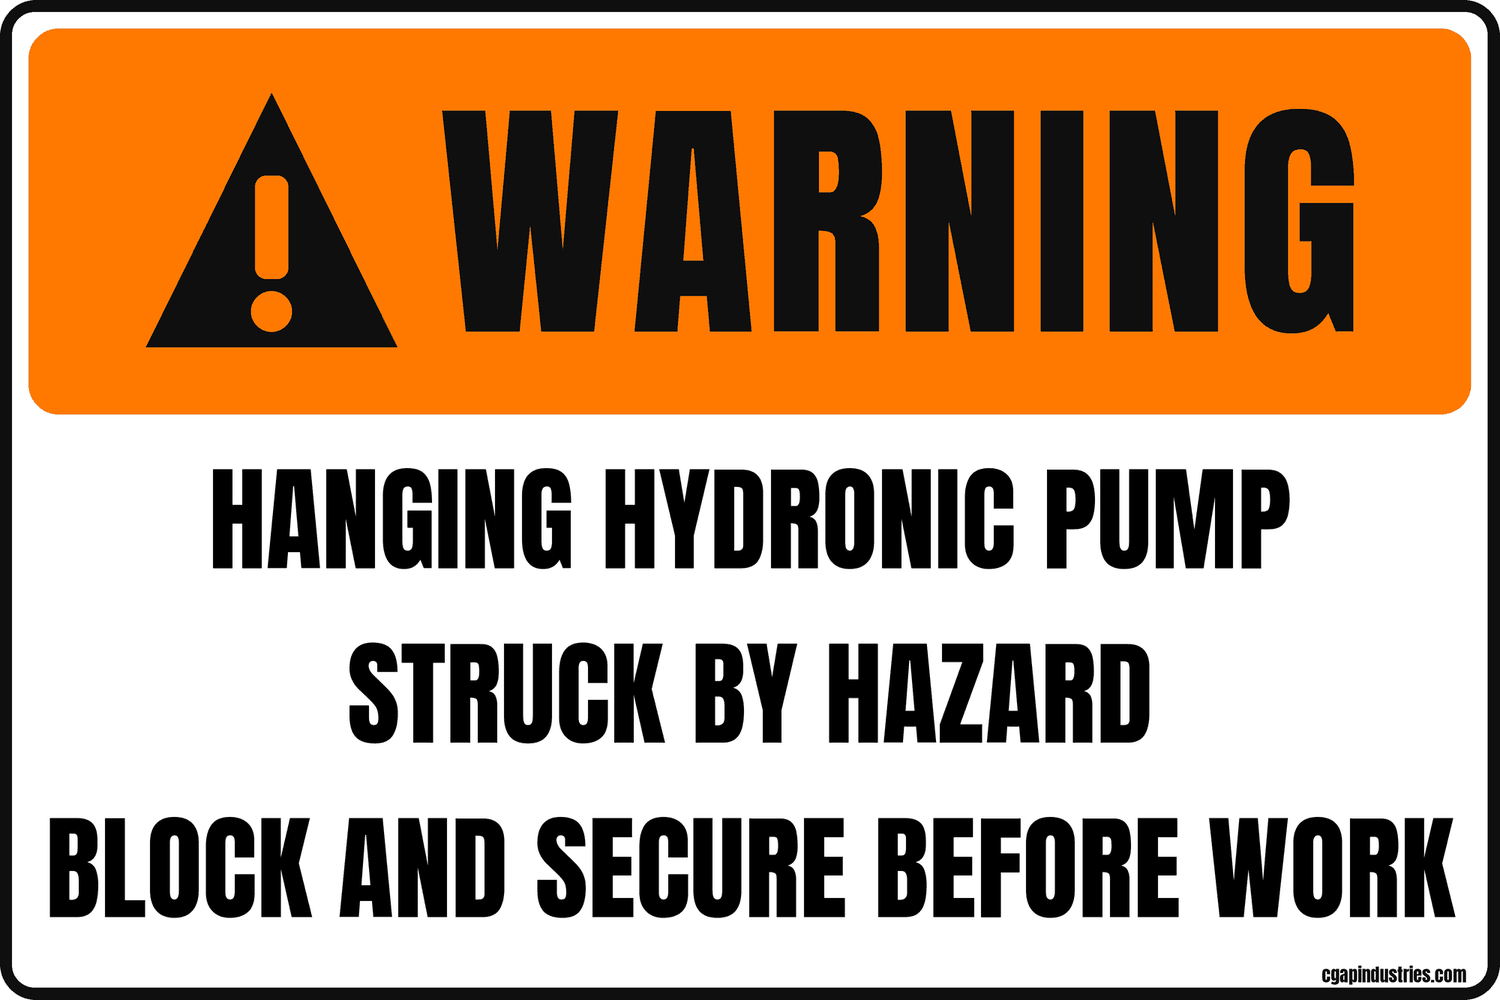 WARNING
HANGING HYDRONIC PUMP
STRUCK BY HAZARD
BLOCK AND SECURE BEFORE WORK
cgapindustries.com